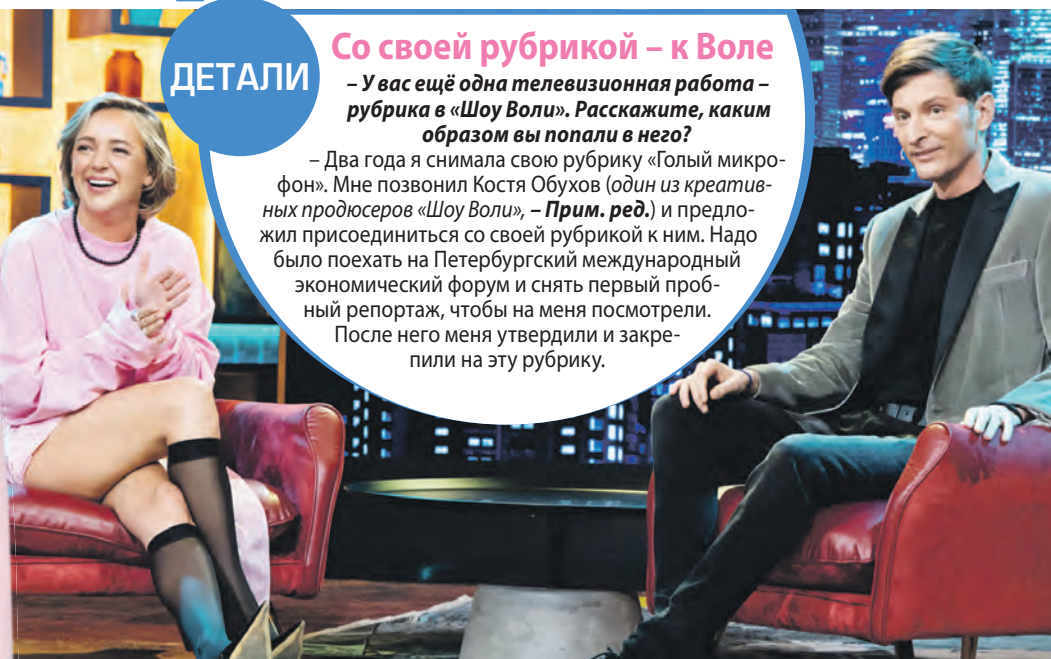 ДЕТАЛИ
Со своей рубрикой – к Воле
– У вас ещё одна телевизионная работа –
рубрика в «Шоу Воли». Расскажите, каким
образом вы попали в него?
– Два года я снимала свою рубрику «Голый микро-
фон». Мне позвонил Костя Обухов (один из креатив-
ных продюсеров «Шоу Воли», – Прим. ред.) и предло-
жил присоединиться со своей рубрикой к ним. Надо
было поехать на Петербургский международный
экономический форум и снять первый проб-
ный репортаж, чтобы на меня посмотрели.
После него меня утвердили и закре-
пили на эту рубрику.